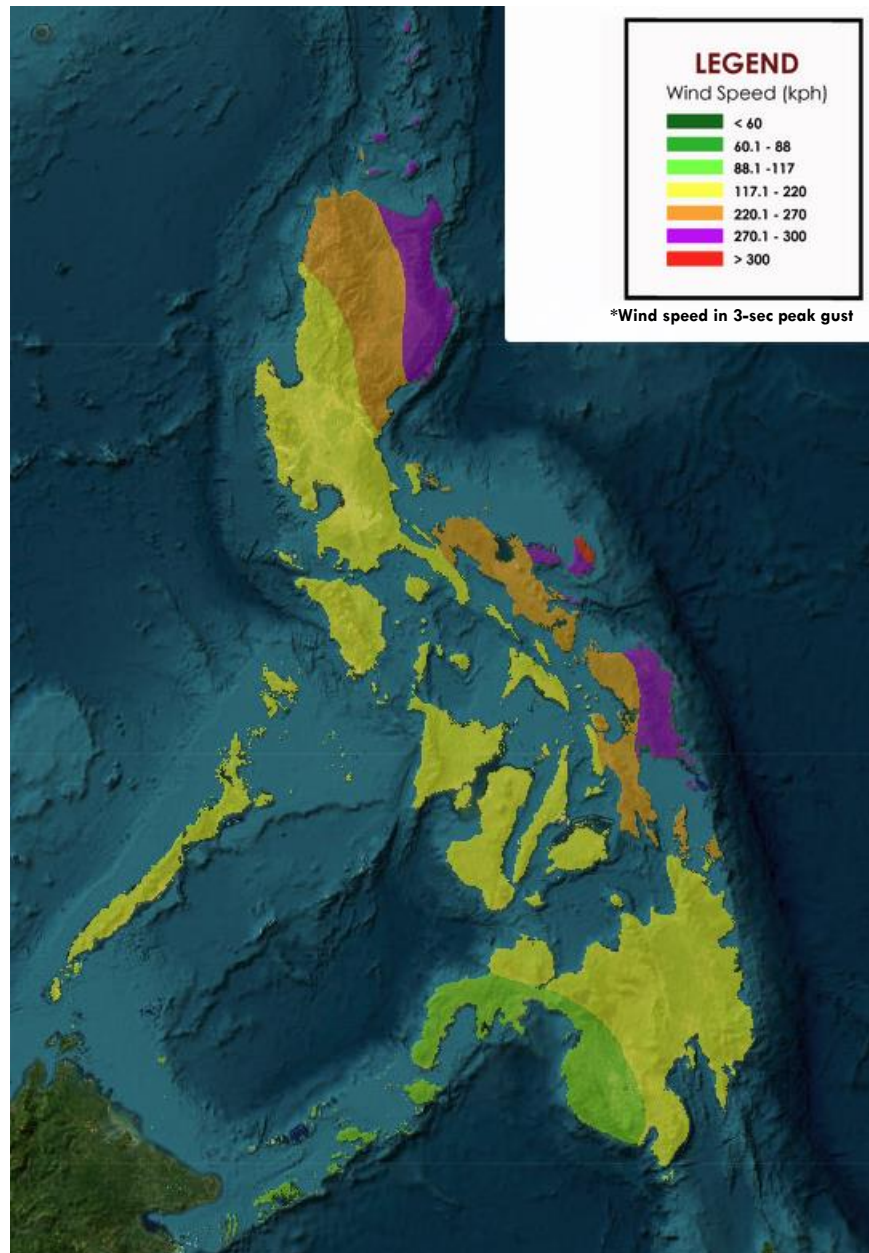 LEGEND
Wind Speed (kph)
< 60
60.1 - 88
88.1 -117
117.1 - 220
220.1 - 270
270.1 - 300
> 300
*Wind speed in 3-sec peak gust